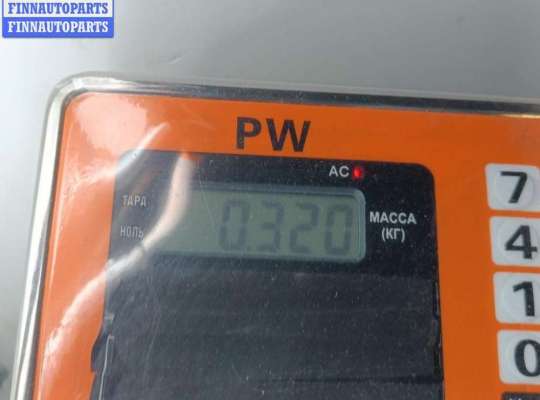 FINNAUTOPARTS
FINNAUTOPARTS
PW
AC
7
ТАРА
МАССА
(КГ)
НОЛЬ
0.320
4
1
0